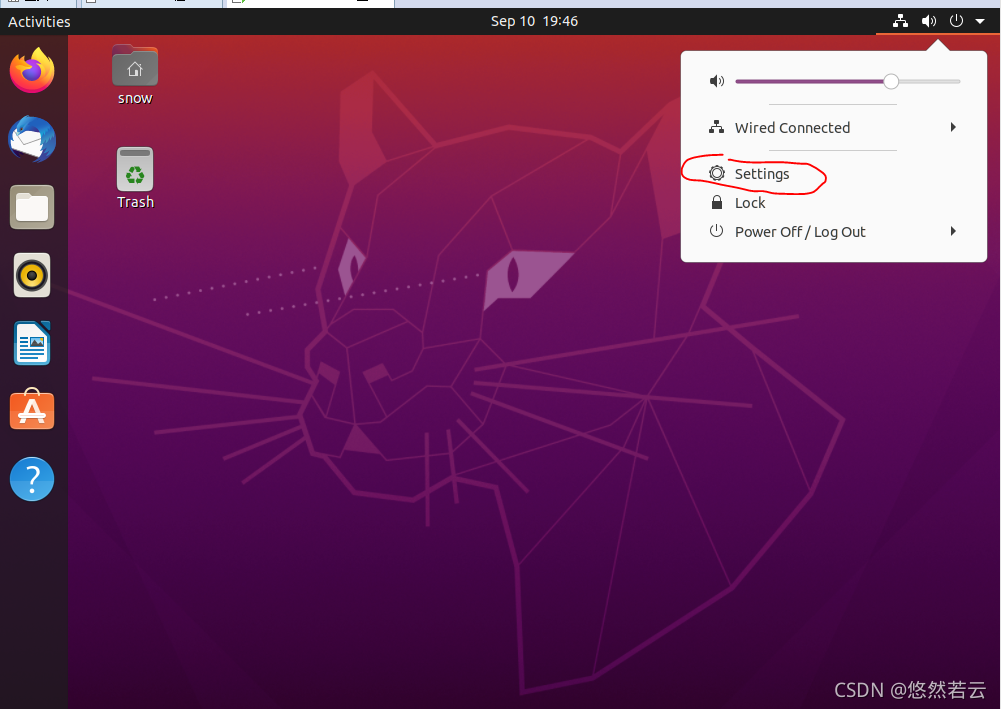 Activities
Sep 10 19:46
snow
Trash
Wired Connected
Settings
Lock
Power Off / Log Out
CSDN @悠然若云